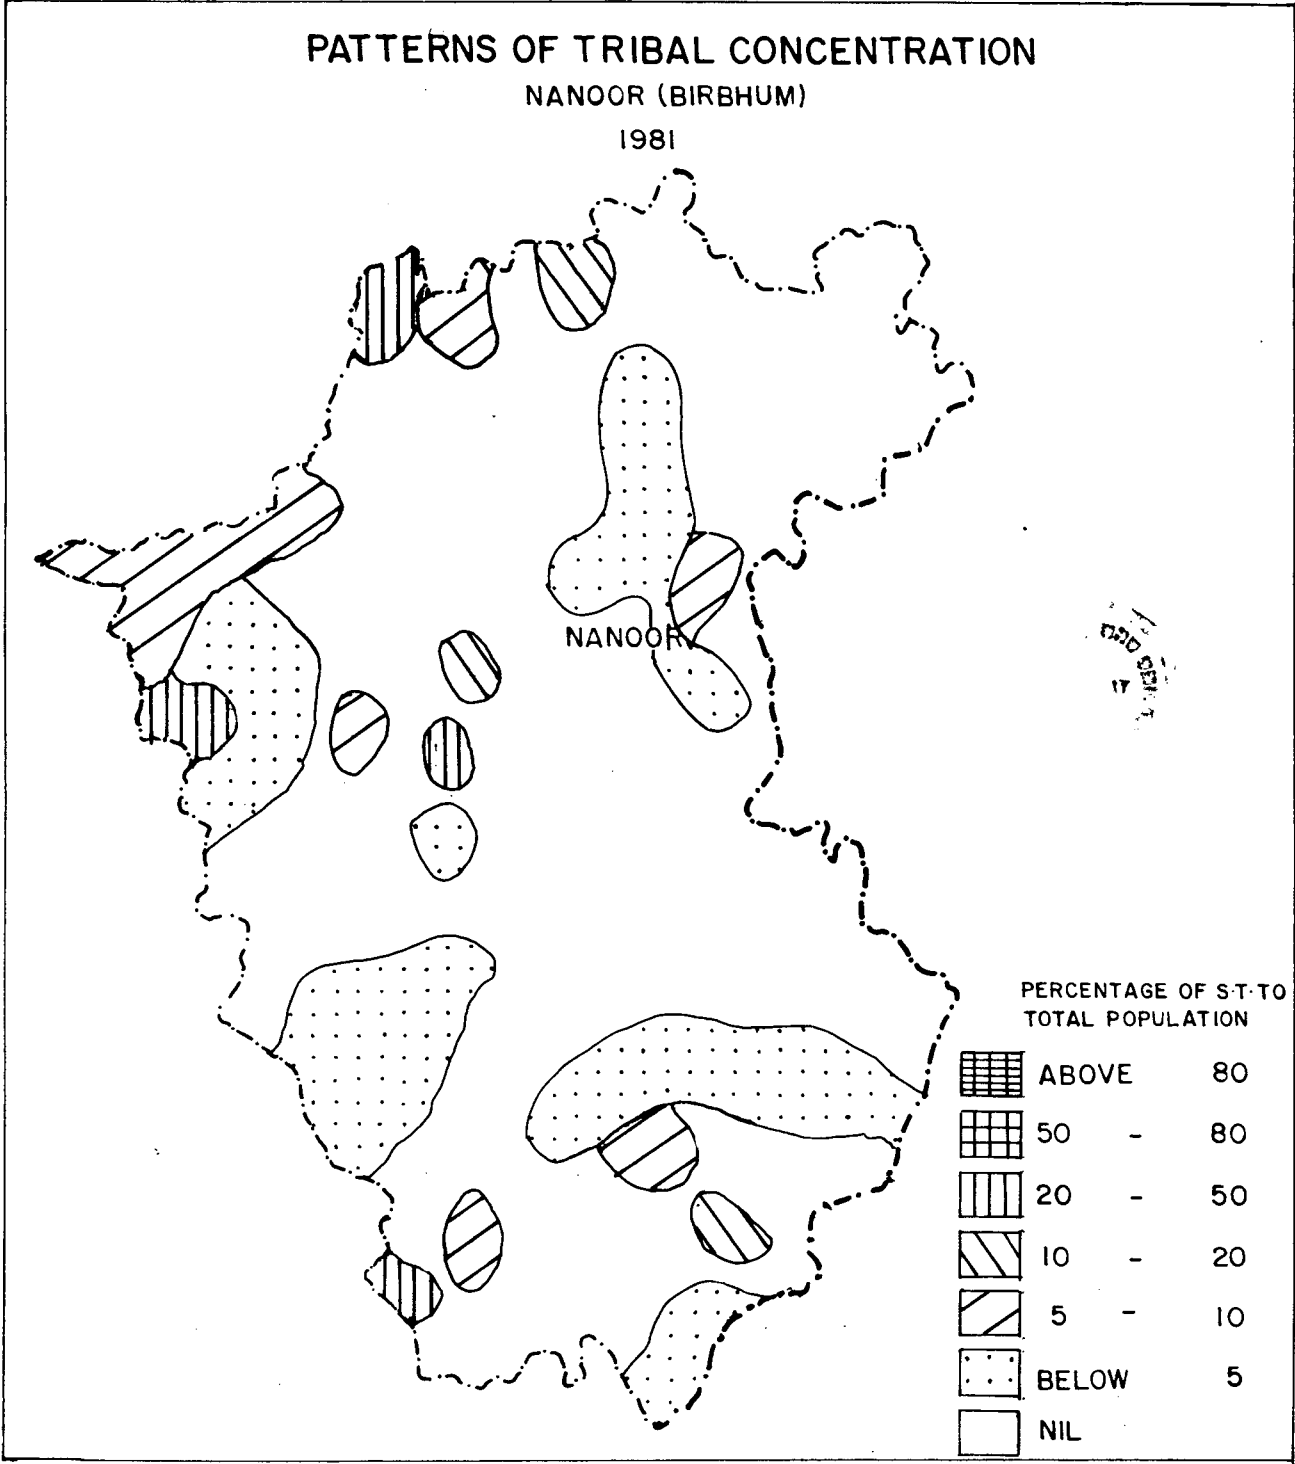 PATTERNS OF TRIBAL CONCENTRATION
NANOOR (BIRBHUM)
1981
NANOOR
PERCENTAGE OF S·T·TO
TOTAL POPULATION
ABOVE 80
50 - 80
20 - 50
10 - 20
5 - 10
BELOW 5
NIL